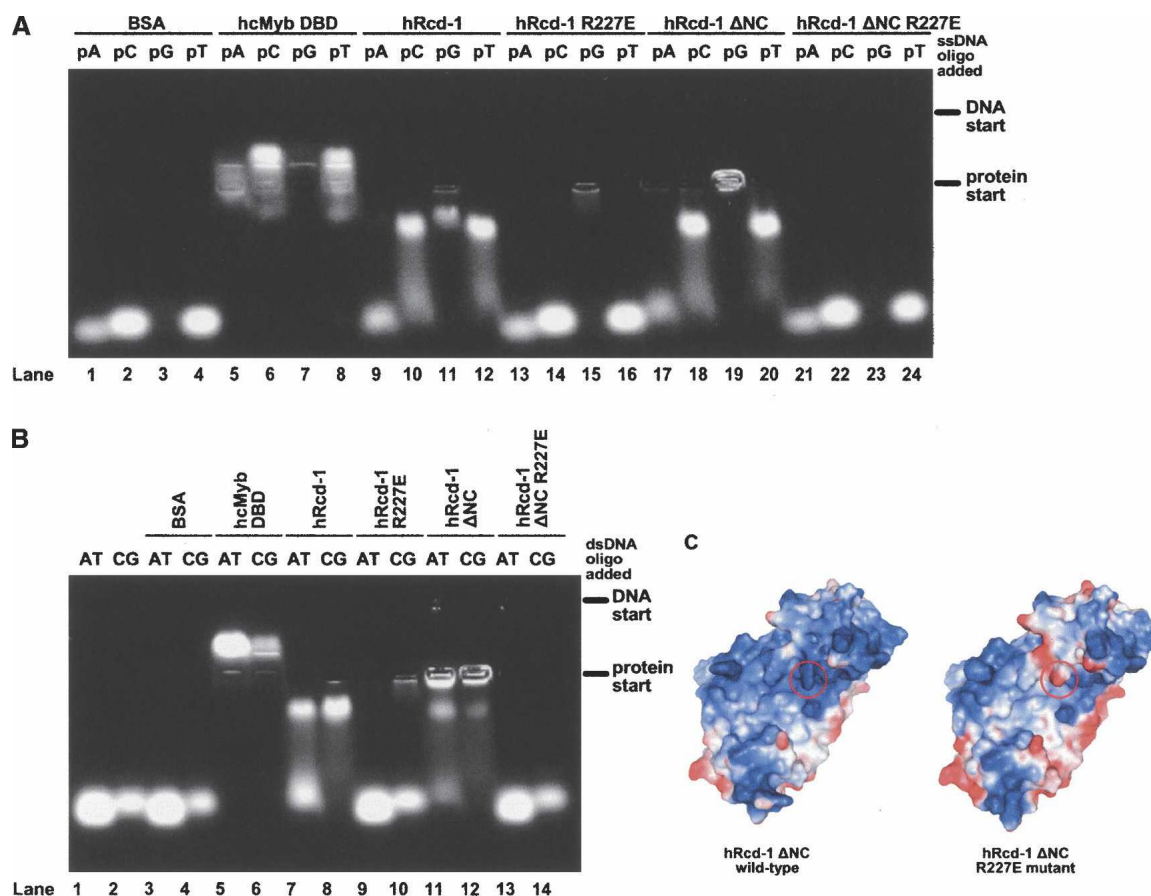 A
BSA hcMyb DBD hRcd-1 hRcd-1 R227E hRcd-1 ΔNC hRcd-1 ΔNC R227E
pA pC pG pT pA pC pG pT pA pC pG pT pA pC pG pT pA pC pG pT pA pC pG pT
ssDNA
oligo
added
DNA
start
protein
start
Lane 1 2 3 4 5 6 7 8 9 10 11 12 13 14 15 16 17 18 19 20 21 22 23 24
B
BSA
hcMyb
DBD
hRcd-1
hRcd-1
R227E
hRcd-1
ΔNC
hRcd-1
ΔNC R227E
AT CG AT CG AT CG AT CG AT CG AT CG AT CG
dsDNA
oligo
added
DNA
start
protein
start
Lane 1 2 3 4 5 6 7 8 9 10 11 12 13 14
C
hRcd-1 ΔNC
wild-type
hRcd-1 ΔNC
R227E mutant